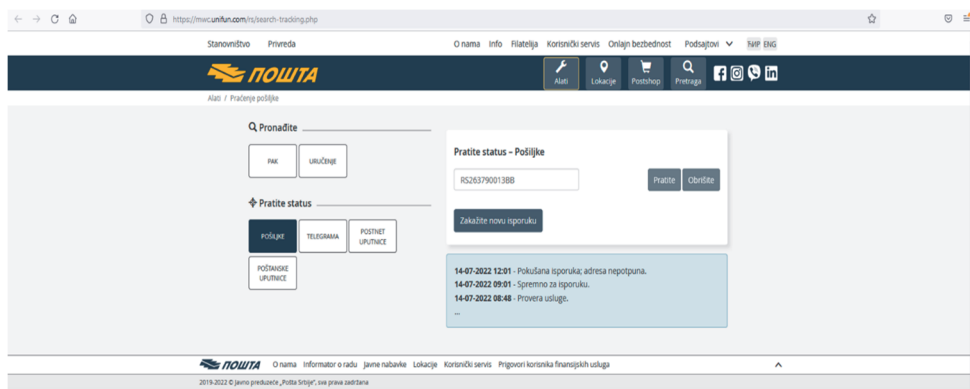 https://mwc.unifun.com/rs/search-tracking.php
Stanovništvo Privreda O nama Info Filatelija Korisnički servis Onlajn bezbednost Podsajtovi ЋИР ENG
ПОШТА Alati Lokacije Postshop Pretraga
Alati / Praćenje pošiljke
Pronađite
PAK URUČENJE
Pratite status – Pošiljke
RS263790013BB Pratite Obrišite
Pratite status
Zakažite novu isporuku
POŠILJKE TELEGRAMA POSTNET UPUTNICE
POŠTANSKE UPUTNICE
14-07-2022 12:01 - Pokušana isporuka; adresa nepotpuna.
14-07-2022 09:01 - Spremno za isporuku.
14-07-2022 08:48 - Provera usluge.
...
ПОШТА O nama Informator o radu Javne nabavke Lokacije Korisnički servis Prigovori korisnika finansijskih usluga
2019-2022 © Javno preduzeće „Pošta Srbije“, sva prava zadržana